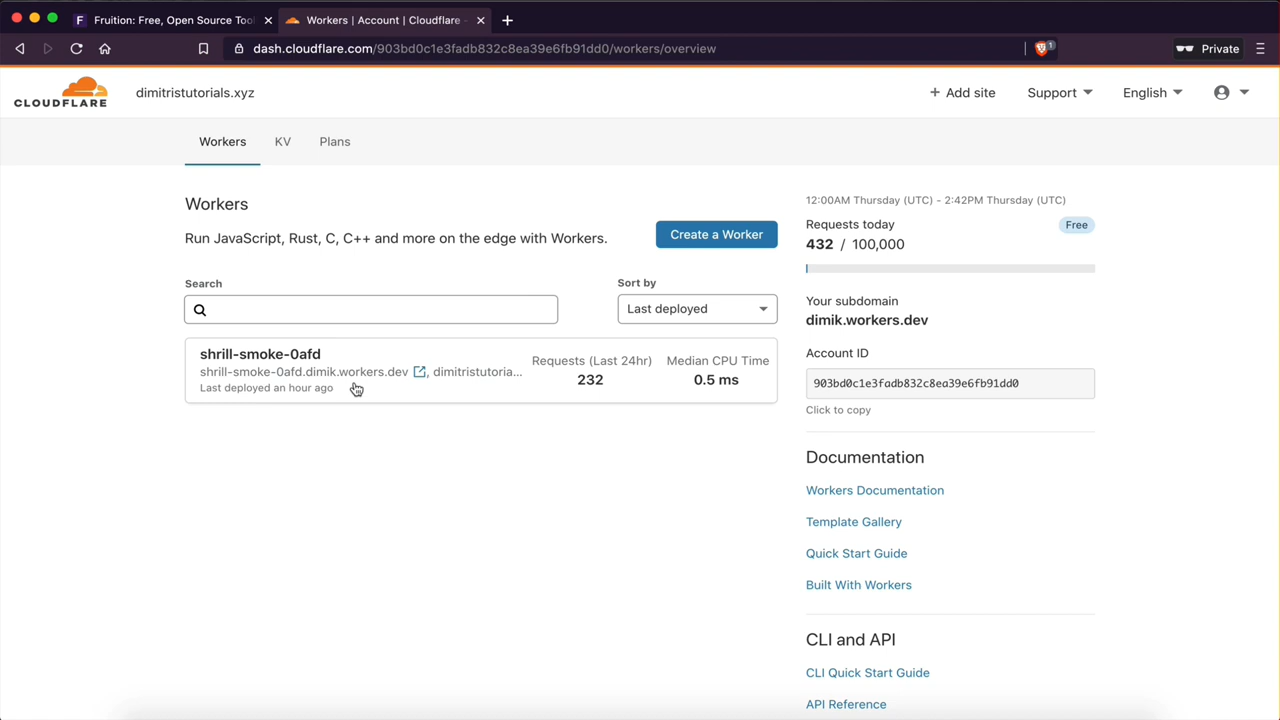 Fruition: Free, Open Source Too
Workers | Account | Cloudflare -
dash.cloudflare.com/903bd0c1e3fadb832c8ea39e6fb91dd0/workers/overview
1
Private
CLOUDFLARE
dimitristutorials.xyz
+ Add site
Support
English
Workers
KV
Plans
Workers
Run JavaScript, Rust, C, C++ and more on the edge with Workers.
Create a Worker
Search
Sort by
Last deployed
shrill-smoke-0afd
shrill-smoke-0afd.dimik.workers.dev , dimitristutoria...
Last deployed an hour ago
Requests (Last 24hr)
232
Median CPU Time
0.5 ms
12:00AM Thursday (UTC) - 2:42PM Thursday (UTC)
Requests today
Free
432 / 100,000
Your subdomain
dimik.workers.dev
Account ID
903bd0c1e3fadb832c8ea39e6fb91dd0
Click to copy
Documentation
Workers Documentation
Template Gallery
Quick Start Guide
Built With Workers
CLI and API
CLI Quick Start Guide
API Reference